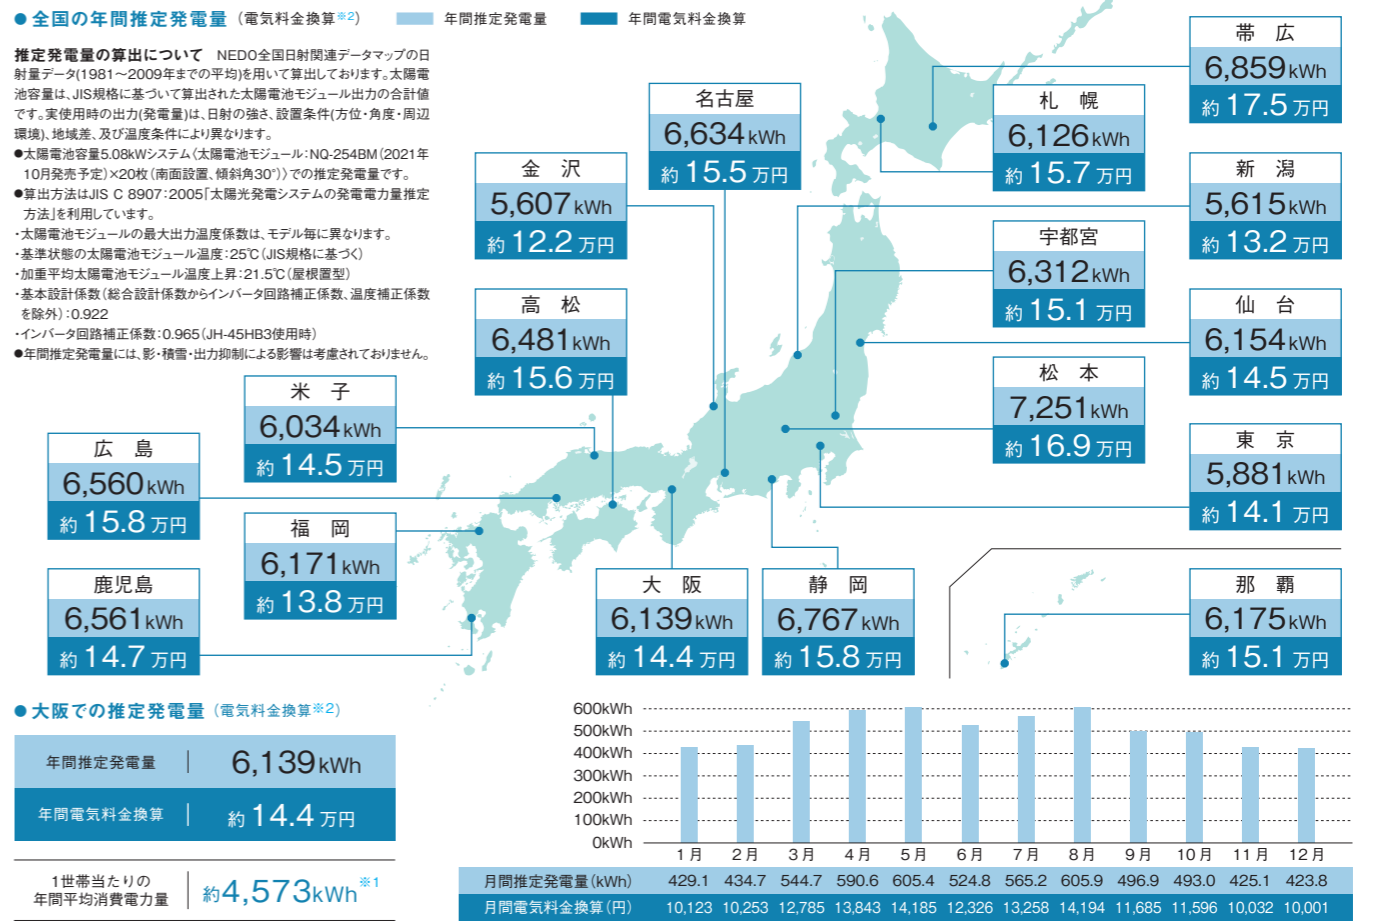 ●全国の年間推定発電量（電気料金換算※2） 年間推定発電量 年間電気料金換算
推定発電量の算出について NEDO全国日射関連データマップの日
射量データ(1981～2009年までの平均)を用いて算出しております。太陽電
池容量は、JIS規格に基づいて算出された太陽電池モジュール出力の合計値
です。実使用時の出力(発電量)は、日射の強さ、設置条件(方位・角度・周辺
環境)、地域差、及び温度条件により異なります。
●太陽電池容量5.08kWシステム〈太陽電池モジュール：NQ-254BM（2021年
10月発売予定）×20枚（南面設置、傾斜角30°）〉での推定発電量です。
●算出方法はJIS C 8907：2005「太陽光発電システムの発電電力量推定
方法」を利用しています。
・太陽電池モジュールの最大出力温度係数は、モデル毎に異なります。
・基準状態の太陽電池モジュール温度：25℃（JIS規格に基づく）
・加重平均太陽電池モジュール温度上昇：21.5℃（屋根置型）
・基本設計係数（総合設計係数からインバータ回路補正係数、温度補正係数
を除外）：0.922
・インバータ回路補正係数：0.965（JH-45HB3使用時）
●年間推定発電量には、影・積雪・出力抑制による影響は考慮されておりません。
帯 広
6,859kWh
約17.5万円
名古屋
6,634kWh
約15.5万円
札 幌
6,126kWh
約15.7万円
金 沢
5,607kWh
約12.2万円
新 潟
5,615kWh
約13.2万円
宇都宮
6,312kWh
約15.1万円
高 松
6,481kWh
約15.6万円
仙 台
6,154kWh
約14.5万円
松 本
7,251kWh
約16.9万円
米 子
6,034kWh
約14.5万円
広 島
6,560kWh
約15.8万円
東 京
5,881kWh
約14.1万円
福 岡
6,171kWh
約13.8万円
鹿児島
6,561kWh
約14.7万円
大 阪
6,139kWh
約14.4万円
静 岡
6,767kWh
約15.8万円
那 覇
6,175kWh
約15.1万円
●大阪での推定発電量（電気料金換算※2）
年間推定発電量 6,139kWh
年間電気料金換算 約14.4万円
1世帯当たりの
年間平均消費電力量 約4,573kWh※1
600kWh
500kWh
400kWh
300kWh
200kWh
100kWh
0kWh
1月 2月 3月 4月 5月 6月 7月 8月 9月 10月 11月 12月
月間推定発電量(kWh) 429.1 434.7 544.7 590.6 605.4 524.8 565.2 605.9 496.9 493.0 425.1 423.8
月間電気料金換算(円) 10,123 10,253 12,785 13,843 14,185 12,326 13,258 14,194 11,685 11,596 10,032 10,001